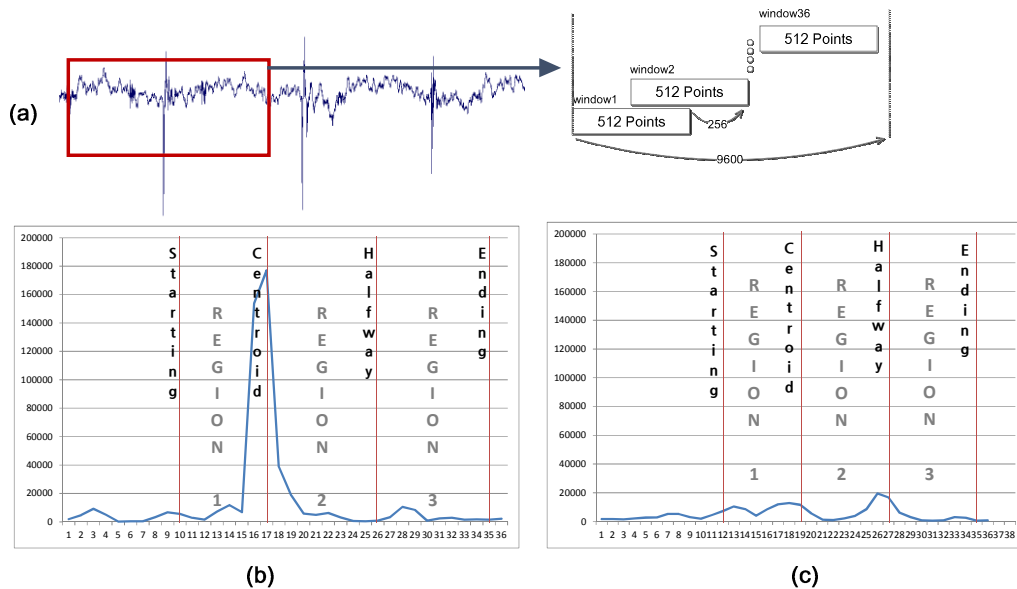 (a)
window36
512 Points
window2
512 Points
window1
512 Points
256
9600
200000
180000
160000
140000
120000
100000
80000
60000
40000
20000
0
Starting
REGION 1
Centroid
REGION 2
Halfway
REGION 3
Ending
1 2 3 4 5 6 7 8 9 10 11 12 13 14 15 16 17 18 19 20 21 22 23 24 25 26 27 28 29 30 31 32 33 34 35 36
(b)
200000
180000
160000
140000
120000
100000
80000
60000
40000
20000
0
Starting
REGION 1
Centroid
REGION 2
Halfway
REGION 3
Ending
1 2 3 4 5 6 7 8 9 10 11 12 13 14 15 16 17 18 19 20 21 22 23 24 25 26 27 28 29 30 31 32 33 34 35 36 37 38
(c)